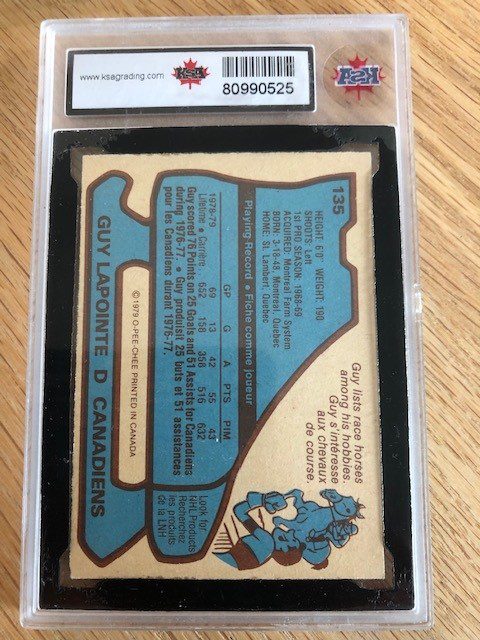 www.ksagrading.com
KSA
80990525
KSA
135
HEIGHT: 6'0" WEIGHT: 190
SHOOTS: Left
1st PRO SEASON: 1968-69
ACQUIRED: Montreal Farm System
BORN: 3-18-48, Montreal, Quebec
HOME: St. Lambert, Quebec
Guy lists race horses
among his hobbies.
Guy s'intéresse
aux chevaux
de course.
Playing Record • Fiche comme joueur
GP G A PTS PIM
1978-79 69 13 42 55 43
Lifetime • Carrière.. 652 158 358 516 632
Guy scored 76 Points on 25 Goals and 51 Assists for Canadiens
during 1976-77. • Guy produisit 25 buts et 51 assistances
pour les Canadiens durant 1976-77.
Look for
NHL Products
Recherchez
les produits
de la LNH
© 1979 O-PEE-CHEE PRINTED IN CANADA
GUY LAPOINTE D CANADIENS